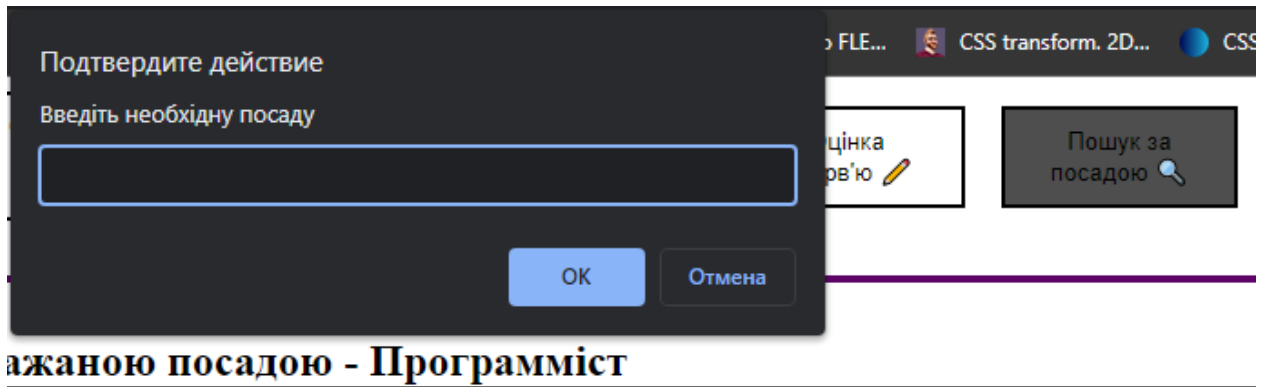 FLE...
CSS transform. 2D...
CSS
Подтвердите действие
Введіть необхідну посаду
OK
Отмена
цінка
рв'ю
Пошук за
посадою
ажаною посадою - Программіст